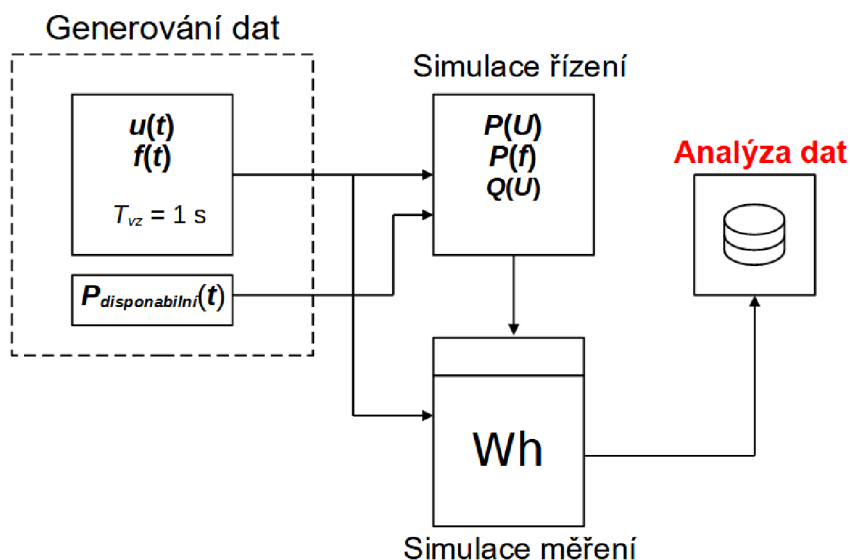 Generování dat
u(t)
f(t)
Tvz = 1 s
Pdisponabilní(t)
Simulace řízení
P(U)
P(f)
Q(U)
Analýza dat
Wh
Simulace měření